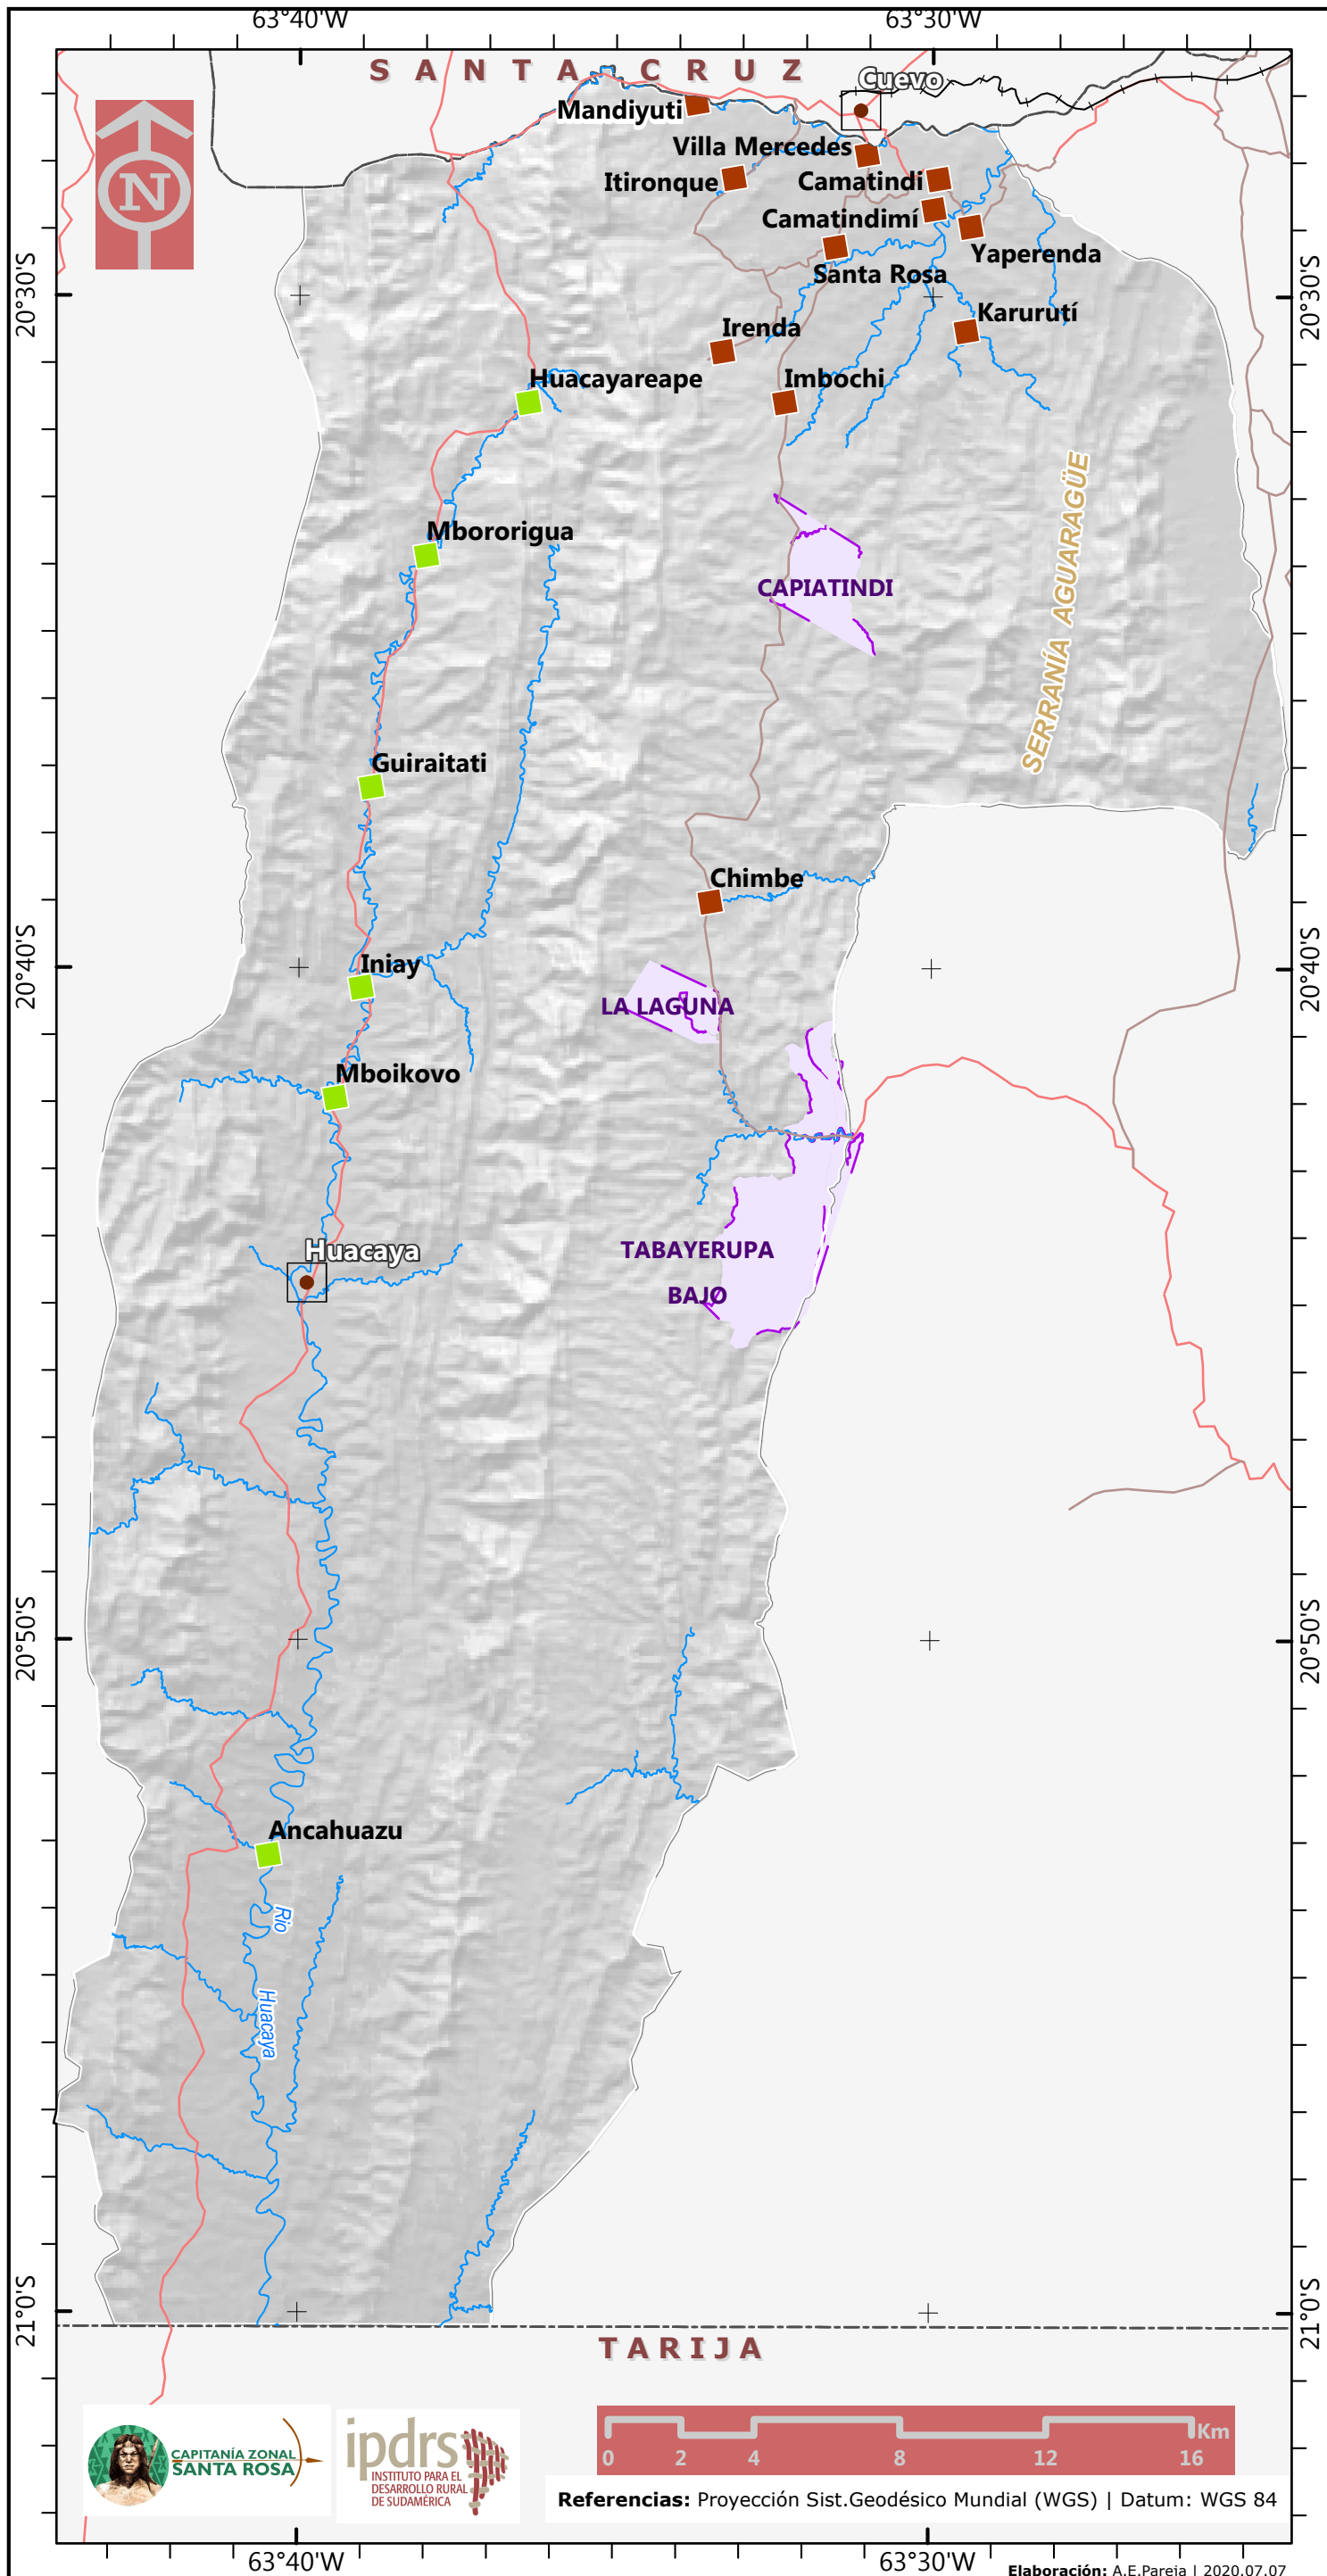 63°40'W
63°30'W
SANTA CRUZ
Cuevo
Mandiyuti
Villa Mercedes
Itironque
Camatindi
Camatindimí
Yaperenda
Santa Rosa
N
20°30'S
20°30'S
Karurutí
Irenda
Huacayareape
Imbochi
SERRANÍA AGUARAGÜE
Mbororigua
CAPIATINDI
Guiraitati
Chimbe
Iniay
20°40'S
20°40'S
LA LAGUNA
Mboikovo
Huacaya
TABAYERUPA
BAJO
20°50'S
20°50'S
Ancahuazu
Rio
Huacaya
21°0'S
21°0'S
TARIJA
CAPITANÍA ZONAL
SANTA ROSA
ipdrs
INSTITUTO PARA EL
DESARROLLO RURAL
DE SUDAMÉRICA
Km
0 2 4 8 12 16
Referencias: Proyección Sist.Geodésico Mundial (WGS) | Datum: WGS 84
63°40'W
63°30'W
Elaboración: A.E.Pareja | 2020.07.07